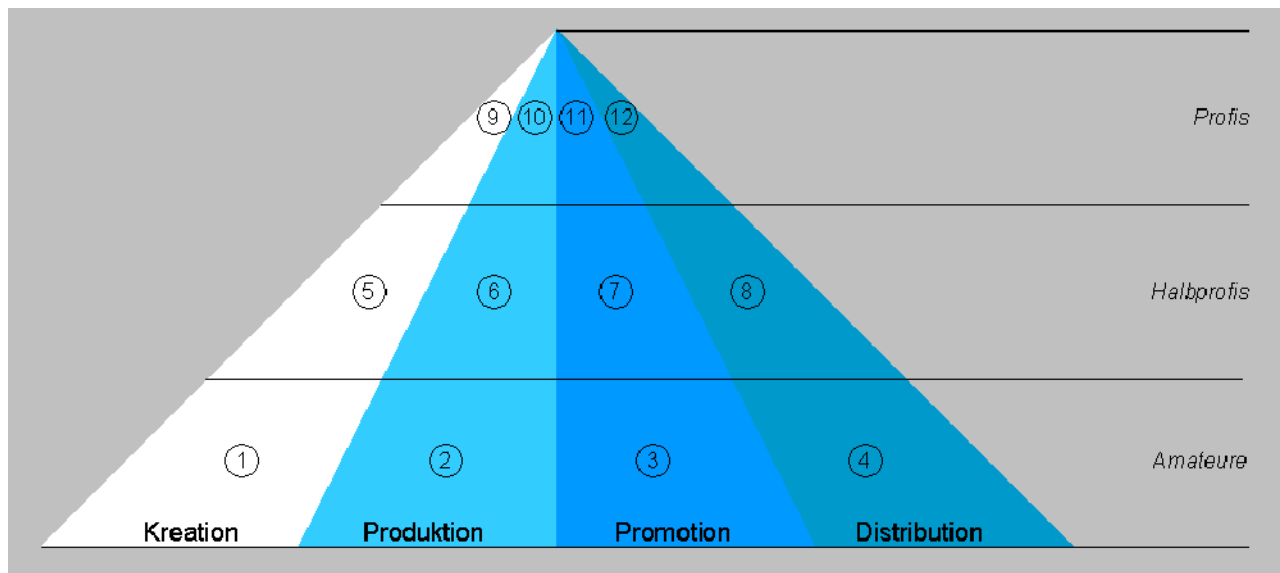 9 10 11 12 Profis
5 6 7 8 Halbprofis
1 2 3 4 Amateure
Kreation Produktion Promotion Distribution